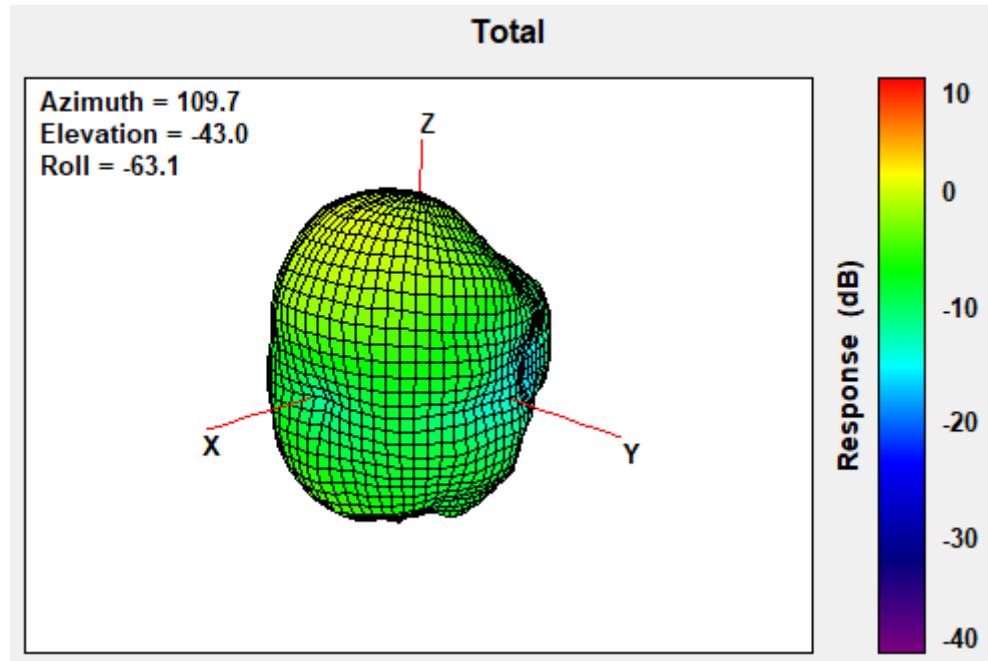 Total
Azimuth = 109.7
Elevation = -43.0
Roll = -63.1
Z
X
Y
10
0
-10
-20
-30
-40
Response (dB)